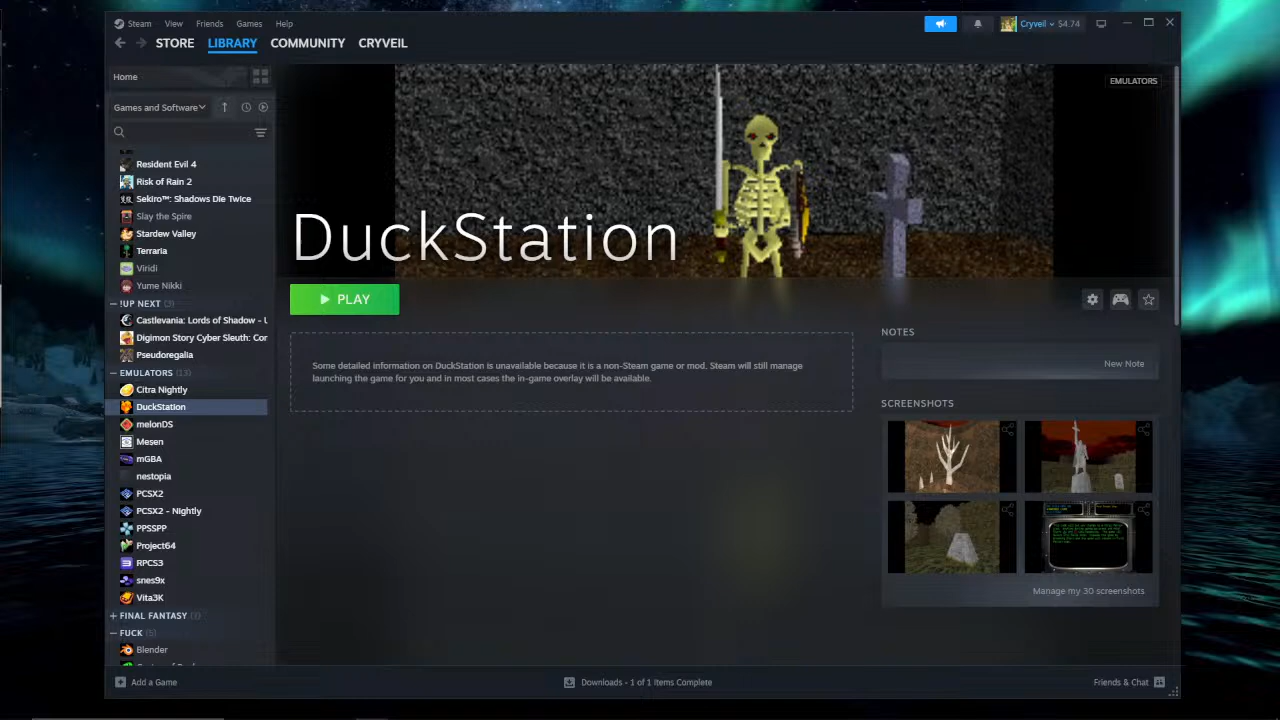 Steam View Friends Games Help
Cryveil $4.74
STORE LIBRARY COMMUNITY CRYVEIL
Home
Games and Software
Resident Evil 4
Risk of Rain 2
Sekiro™: Shadows Die Twice
Slay the Spire
Stardew Valley
Terraria
Viridi
Yume Nikki
!UP NEXT (3)
Castlevania: Lords of Shadow - U
Digimon Story Cyber Sleuth: Cor
Pseudoregalia
EMULATORS (13)
Citra Nightly
DuckStation
melonDS
Mesen
mGBA
nestopia
PCSX2
PCSX2 - Nightly
PPSSPP
Project64
RPCS3
snes9x
Vita3K
FINAL FANTASY
FUCK (5)
Blender
Add a Game
EMULATORS
DuckStation
PLAY
Some detailed information on DuckStation is unavailable because it is a non-Steam game or mod. Steam will still manage
launching the game for you and in most cases the in-game overlay will be available.
NOTES
New Note
SCREENSHOTS
Manage my 30 screenshots
Downloads - 1 of 1 Items Complete
Friends & Chat